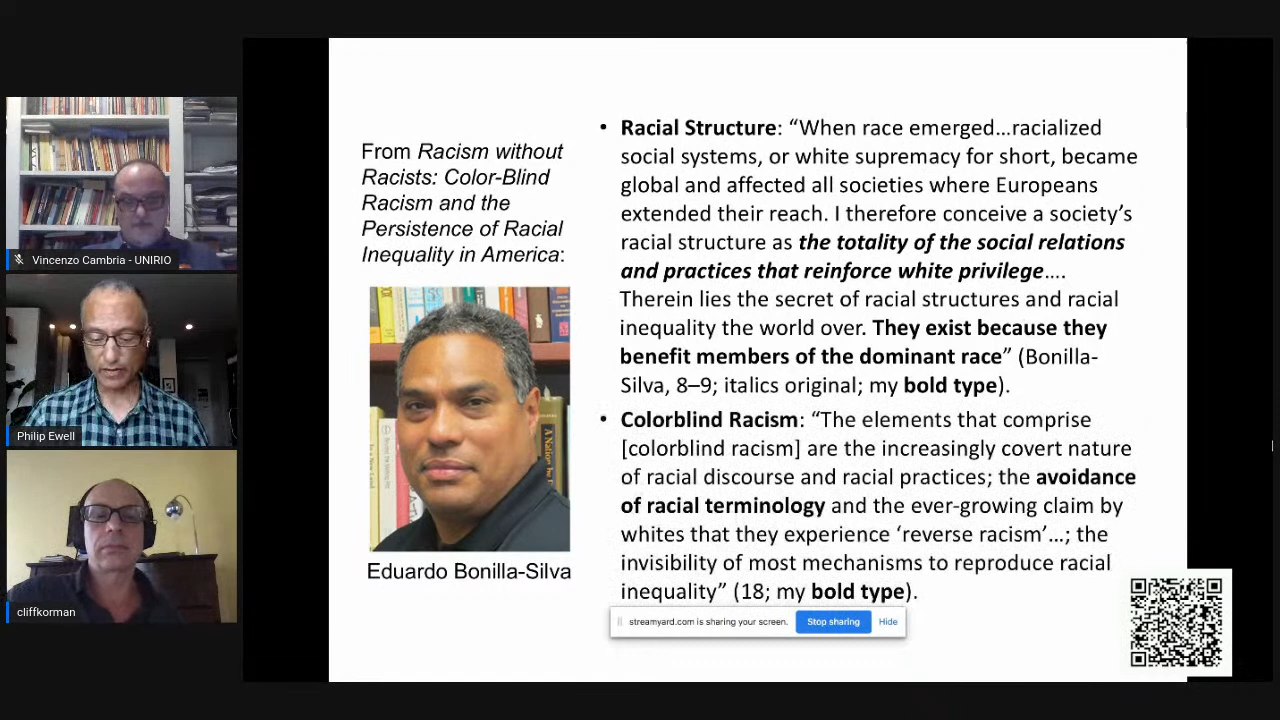 Vincenzo Cambria - UNIRIO
Philip Ewell
cliffkorman
From Racism without
Racists: Color-Blind
Racism and the
Persistence of Racial
Inequality in America:
Eduardo Bonilla-Silva
• Racial Structure: “When race emerged…racialized
social systems, or white supremacy for short, became
global and affected all societies where Europeans
extended their reach. I therefore conceive a society’s
racial structure as the totality of the social relations
and practices that reinforce white privilege….
Therein lies the secret of racial structures and racial
inequality the world over. They exist because they
benefit members of the dominant race” (Bonilla-
Silva, 8–9; italics original; my bold type).
• Colorblind Racism: “The elements that comprise
[colorblind racism] are the increasingly covert nature
of racial discourse and racial practices; the avoidance
of racial terminology and the ever-growing claim by
whites that they experience ‘reverse racism’…; the
invisibility of most mechanisms to reproduce racial
inequality” (18; my bold type).
streamyard.com is sharing your screen. Stop sharing Hide